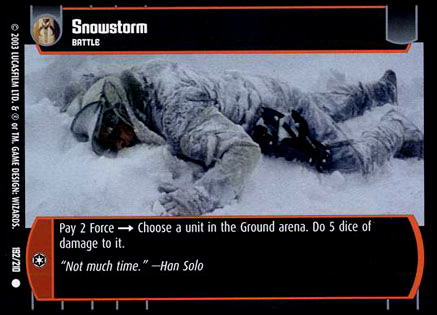 Snowstorm
BATTLE
Pay 2 Force → Choose a unit in the Ground arena. Do 5 dice of
damage to it.
"Not much time." —Han Solo
© 2003 LUCASFILM LTD. & ® or TM. GAME DESIGN: WIZARDS.
192/210